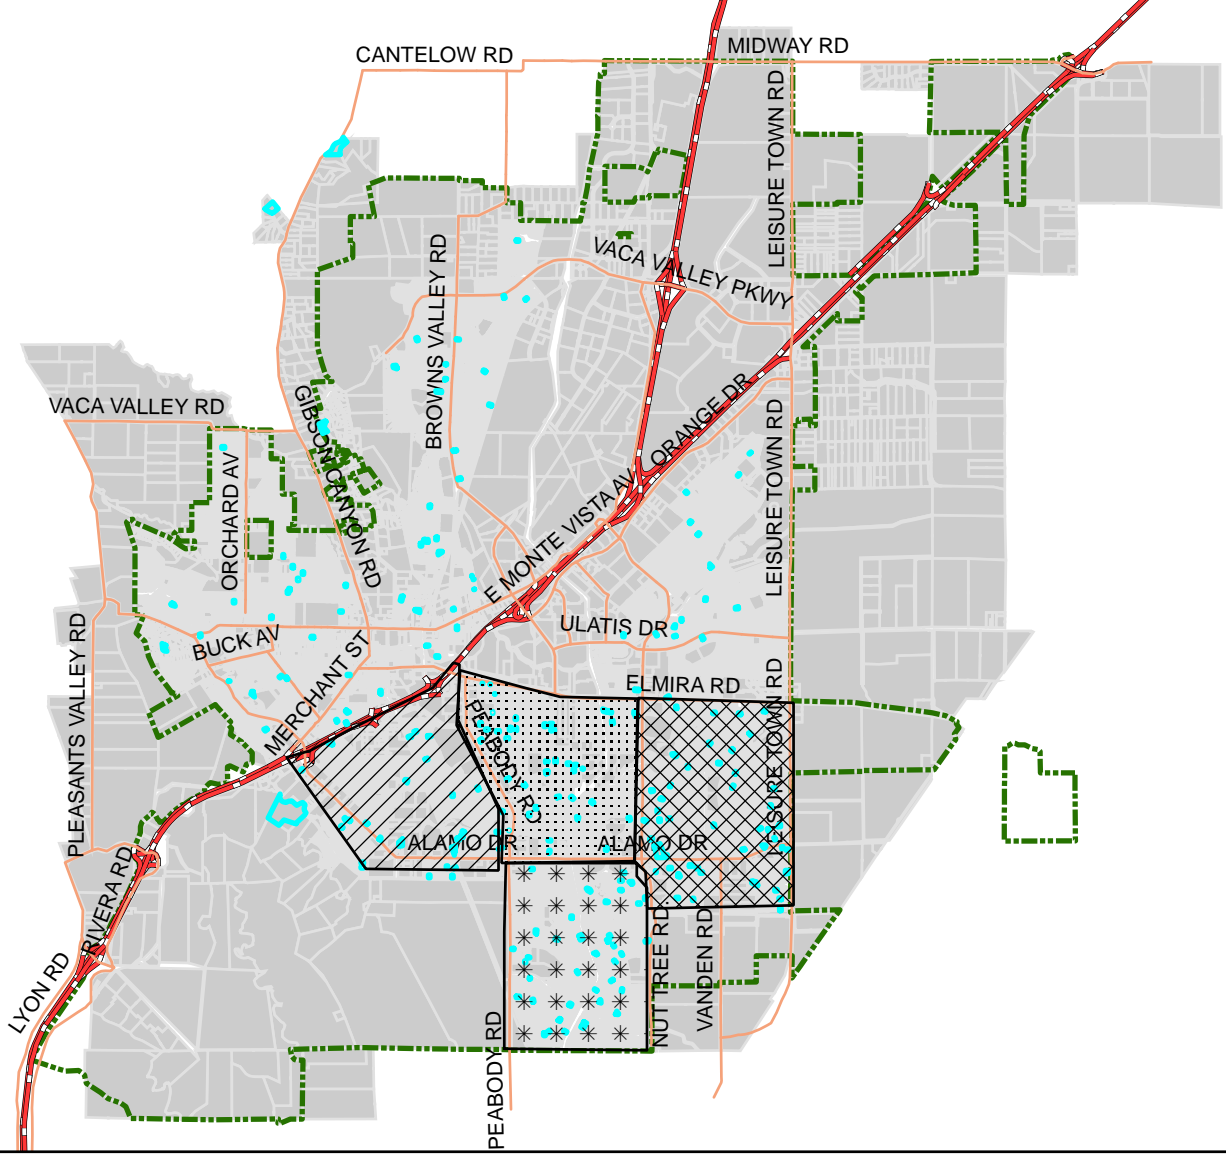 MIDWAY RD
CANTELOW RD
LEISURE TOWN RD
VACA VALLEY PKWY
BROWNS VALLEY RD
ORANGE DR
VACA VALLEY RD
GIBSON CANYON RD
ORCHARD AV
E MONTE VISTA AV
LEISURE TOWN RD
ULATIS DR
BUCK AV
PLEASANTS VALLEY RD
MERCHANT ST
ELMIRA RD
LEISURE TOWN RD
PEABODY RD
ALAMO DR
ALAMO DR
RIVERA RD
LYON RD
NUT TREE RD
VANDEN RD
PEABODY RD